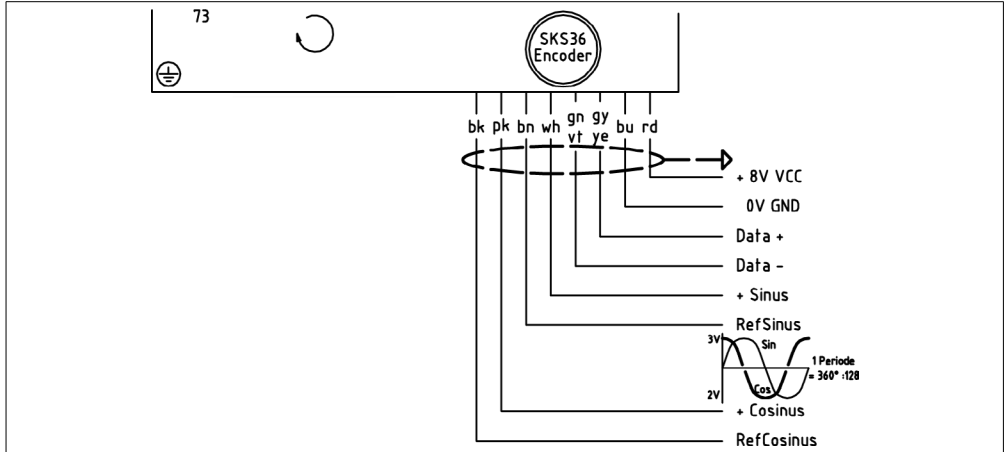 73
SKS36
Encoder
bk pk bn wh gn gy bu rd
vt ye
+ 8V VCC
0V GND
Data +
Data -
+ Sinus
RefSinus
3V
Sin
1 Periode
= 360° :128
Cos
2V
+ Cosinus
RefCosinus